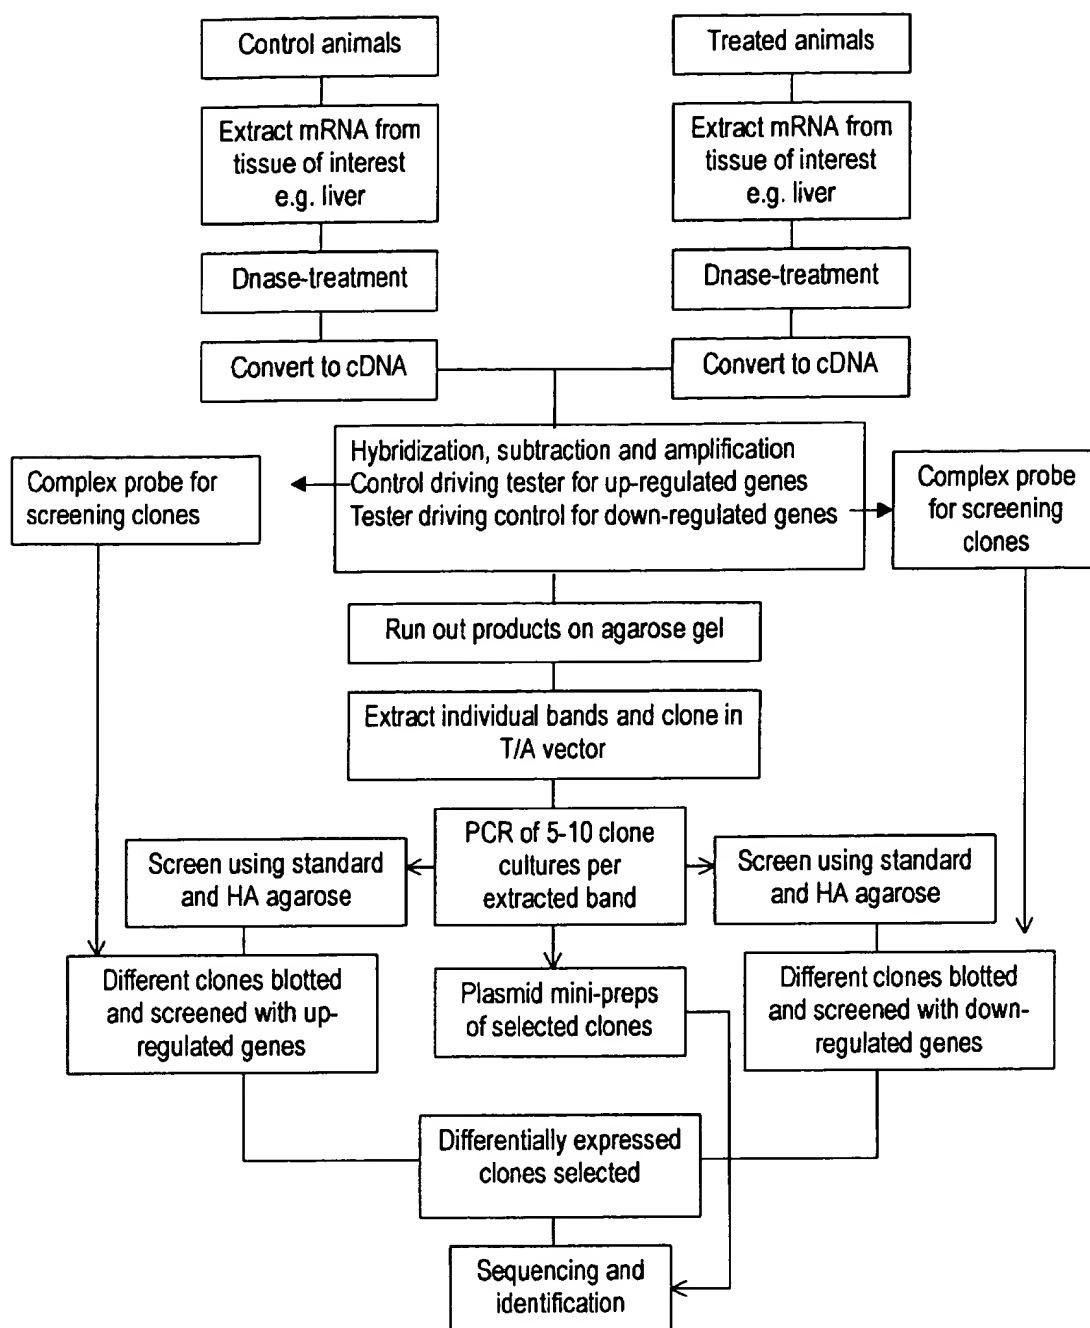 Control animals
Treated animals
Extract mRNA from
tissue of interest
e.g. liver
Extract mRNA from
tissue of interest
e.g. liver
Dnase-treatment
Dnase-treatment
Convert to cDNA
Convert to cDNA
Hybridization, subtraction and amplification
Control driving tester for up-regulated genes
Tester driving control for down-regulated genes
Complex probe for
screening clones
Complex probe
for screening
clones
Run out products on agarose gel
Extract individual bands and clone in
T/A vector
PCR of 5-10 clone
cultures per
extracted band
Screen using standard
and HA agarose
Screen using standard
and HA agarose
Different clones blotted
and screened with up-
regulated genes
Plasmid mini-preps
of selected clones
Different clones blotted
and screened with down-
regulated genes
Differentially expressed
clones selected
Sequencing and
identification